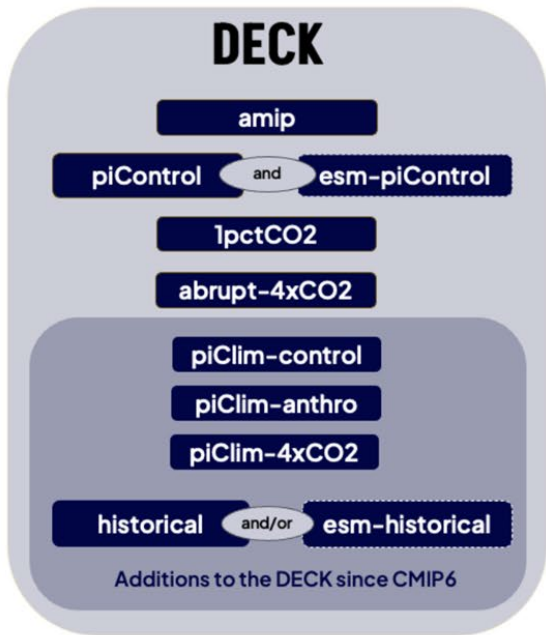 DECK
amip
piControl and esm-piControl
1pctCO2
abrupt-4xCO2
piClim-control
piClim-anthro
piClim-4xCO2
historical and/or esm-historical
Additions to the DECK since CMIP6